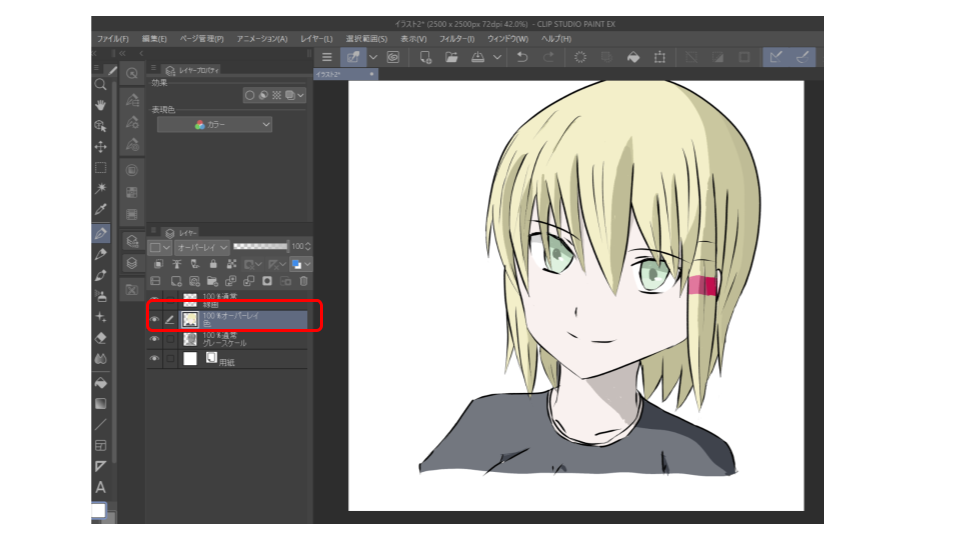 イラスト2* (2500 x 2500px 72dpi 42.0%) - CLIP STUDIO PAINT EX
ファイル(F) 編集(E) ページ管理(P) アニメーション(A) レイヤー(L) 選択範囲(S) 表示(V) フィルター(I) ウィンドウ(W) ヘルプ(H)
イラスト2*
レイヤープロパティ
効果
表現色
カラー
レイヤー
オーバーレイ 100
100 %通常
線画
100 %オーバーレイ
色
100 %通常
グレースケール
用紙
A